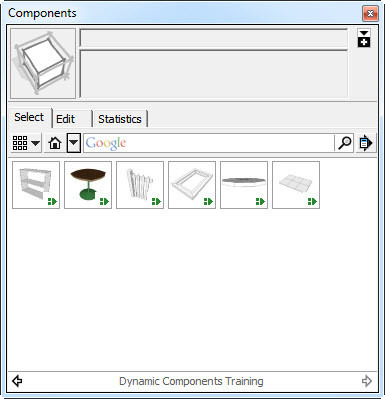 Components
Select Edit Statistics
Google
Dynamic Components Training